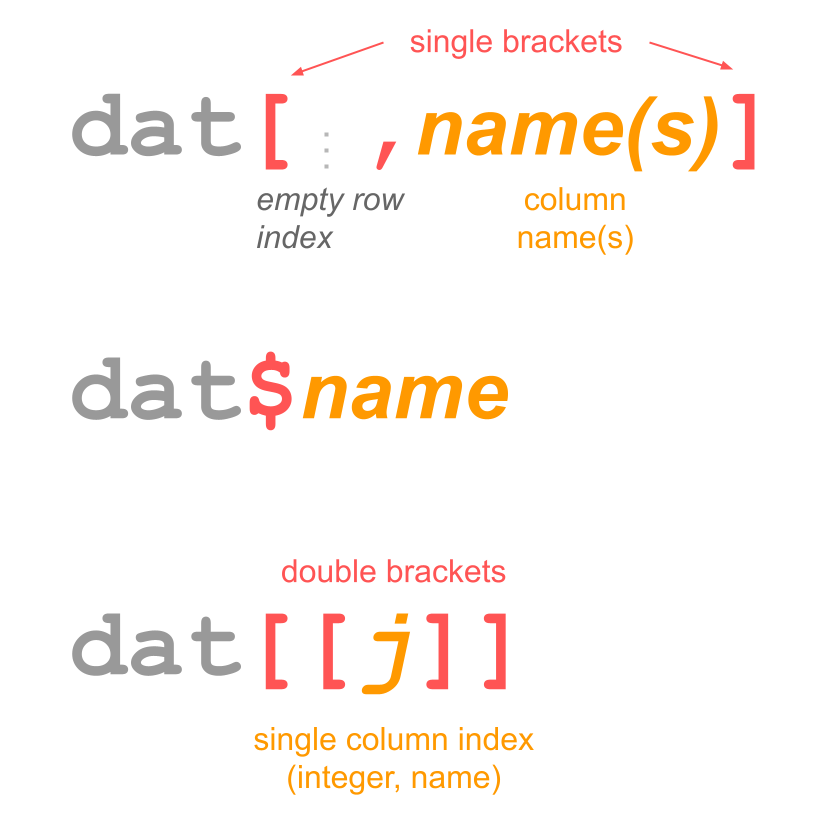 single brackets
dat[ ,name(s)]
empty row
index
column
name(s)
dat$name
double brackets
dat[[j]]
single column index
(integer, name)